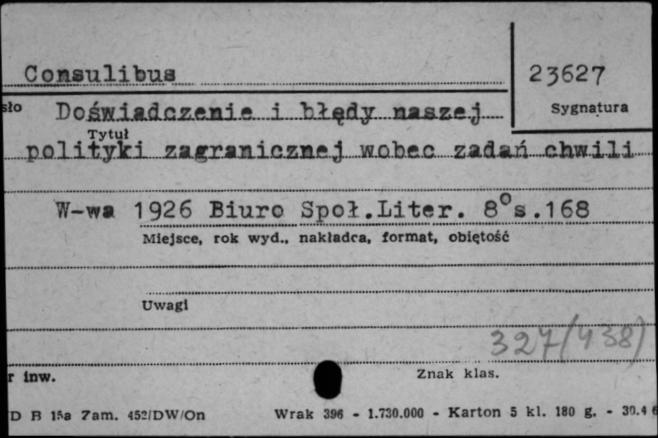 Consulibus
23627
sło
Doświadczenie i błędy naszej
Sygnatura
Tytuł
polityki zagranicznej wobec zadań chwili
W-wa 1926 Biuro Społ.Liter. 8°s.168
Miejsce, rok wyd., nakładca, format, objętość
Uwagi
327/(438)
r inw.
Znak klas.
D B 15a Zam. 452/DW/On Wrak 396 - 1.730.000 - Karton 5 kl. 180 g. - 30.4 6